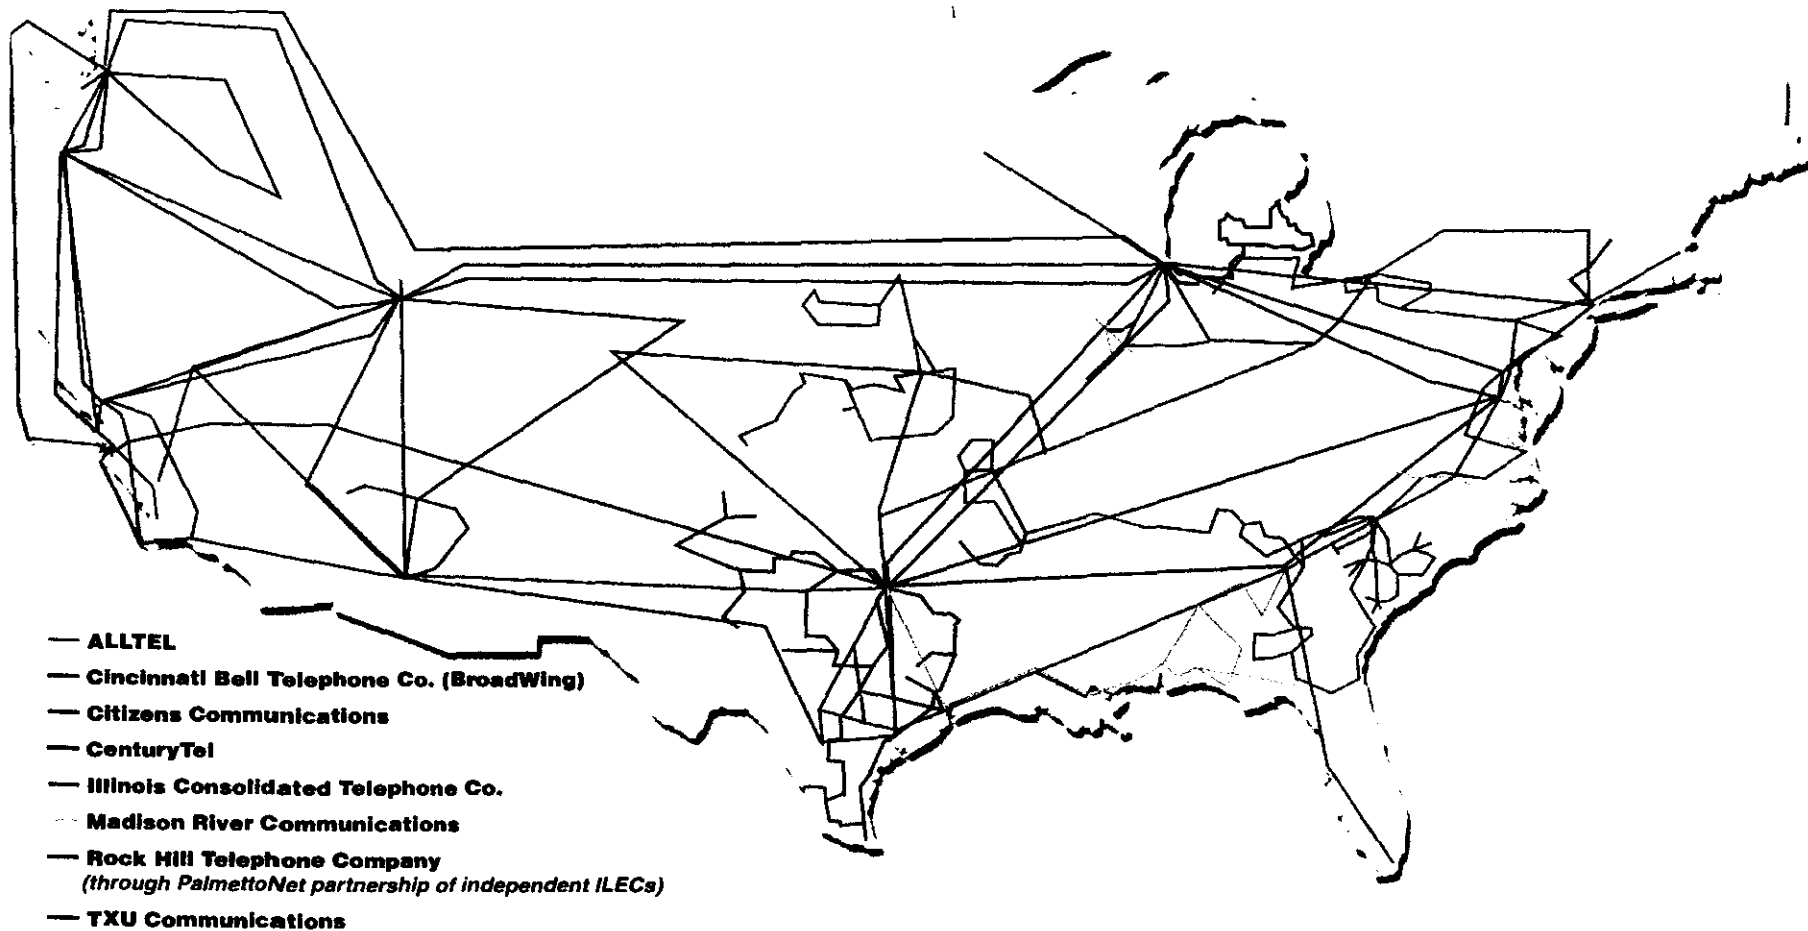 ALLTEL
Cincinnati Bell Telephone Co. (BroadWing)
Citizens Communications
CenturyTel
Illinois Consolidated Telephone Co.
Madison River Communications
Rock Hill Telephone Company
(through PalmettoNet partnership of independent ILECs)
TXU Communications